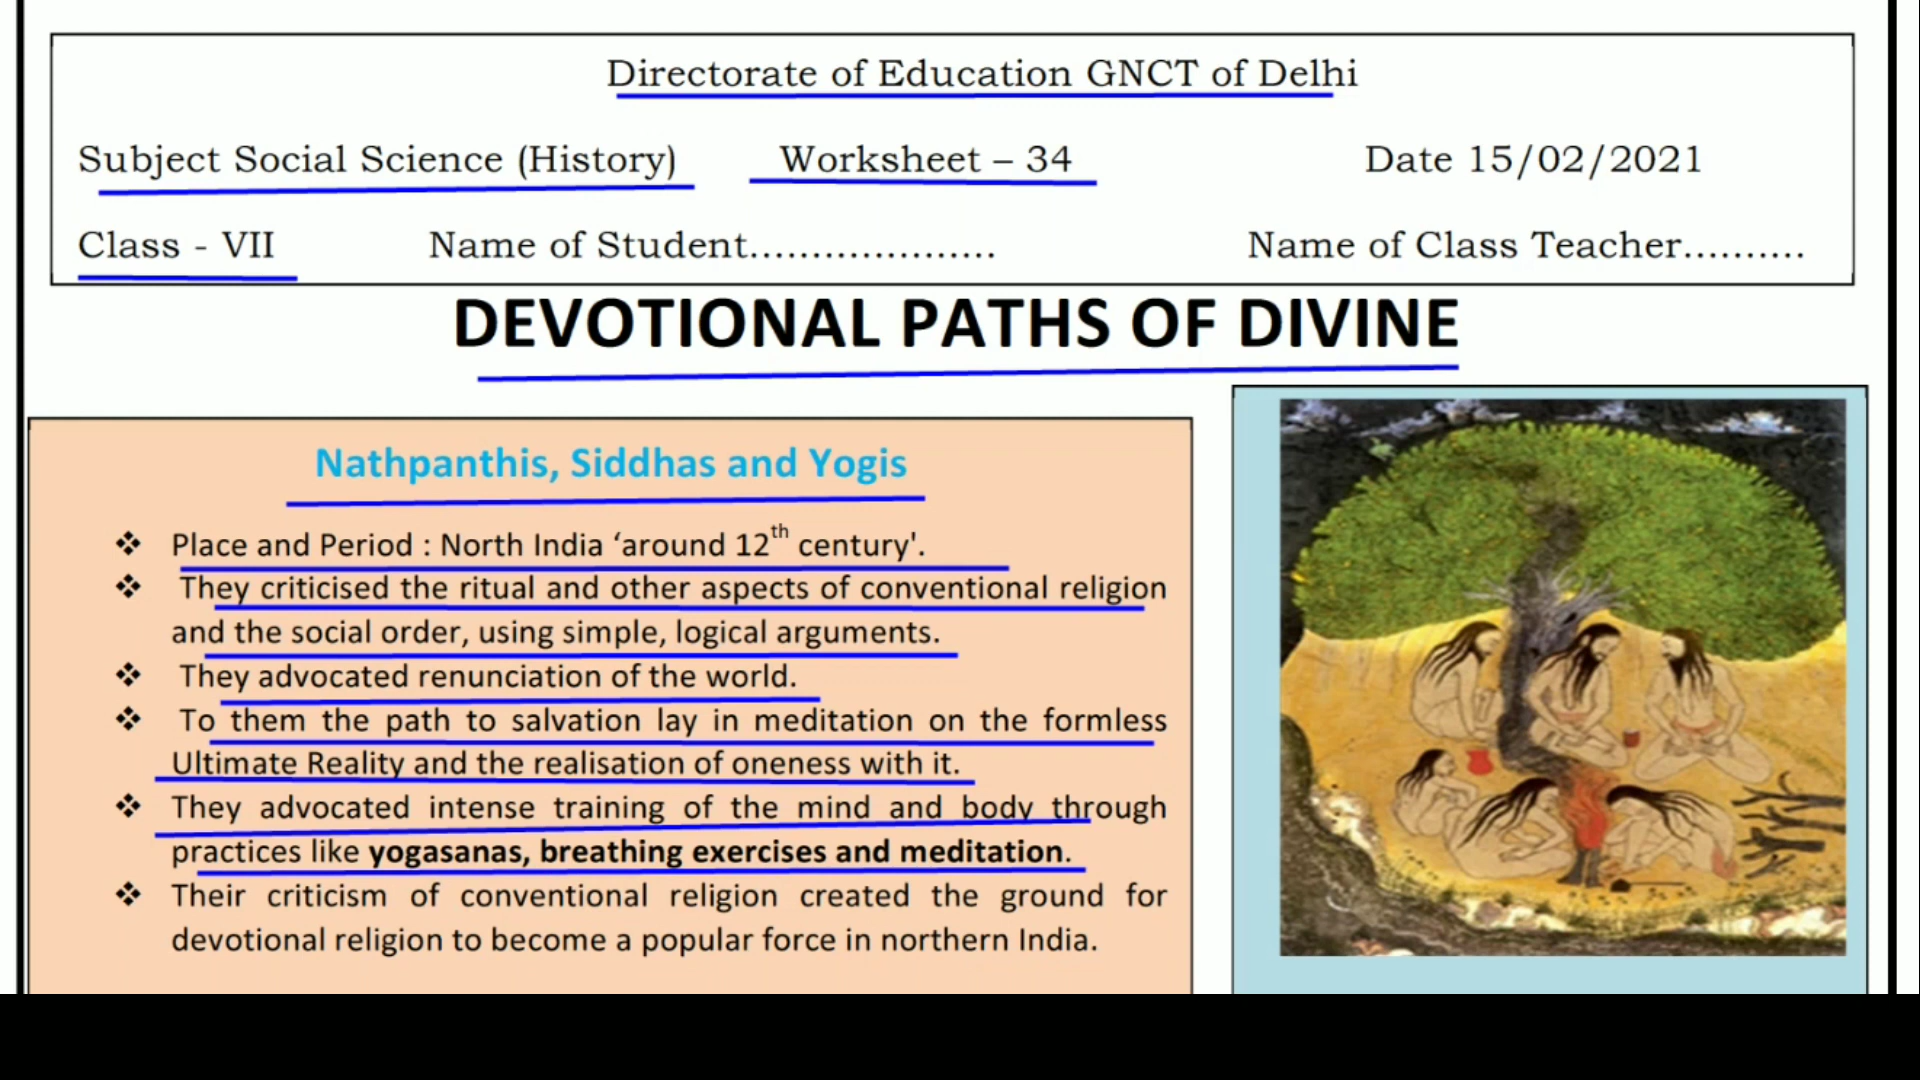 Directorate of Education GNCT of Delhi
Subject Social Science (History) Worksheet – 34 Date 15/02/2021
Class - VII Name of Student.................... Name of Class Teacher..........
DEVOTIONAL PATHS OF DIVINE
Nathpanthis, Siddhas and Yogis
❖ Place and Period : North India ‘around 12th century'.
❖ They criticised the ritual and other aspects of conventional religion
and the social order, using simple, logical arguments.
❖ They advocated renunciation of the world.
❖ To them the path to salvation lay in meditation on the formless
Ultimate Reality and the realisation of oneness with it.
❖ They advocated intense training of the mind and body through
practices like yogasanas, breathing exercises and meditation.
❖ Their criticism of conventional religion created the ground for
devotional religion to become a popular force in northern India.